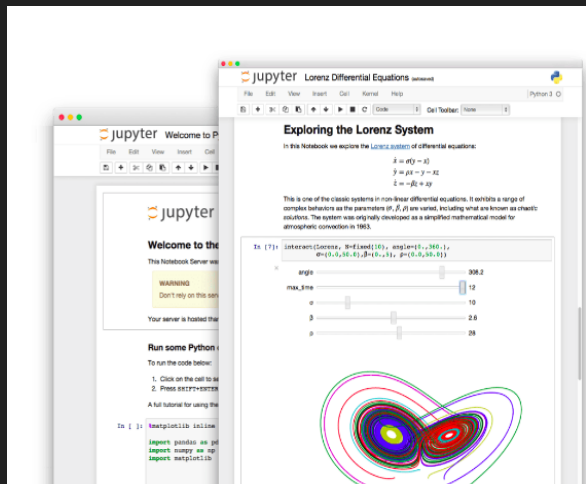 jupyter Lorenz Differential Equations (autosaved)
File Edit View Insert Cell Kernel Help Python 3
Code Cell Toolbar: None
Exploring the Lorenz System
In this Notebook we explore the Lorenz system of differential equations:
ẋ = σ(y − x)
ẏ = ρx − y − xz
ż = −βz + xy
This is one of the classic systems in non-linear differential equations. It exhibits a range of
complex behaviors as the parameters (σ, β, ρ) are varied, including what are known as chaotic
solutions. The system was originally developed as a simplified mathematical model for
atmospheric convection in 1963.
In [7]: interact(Lorenz, N=fixed(10), angle=(0.,360.),
σ=(0.0,50.0),β=(0.,5), ρ=(0.0,50.0))
angle 308.2
max_time 12
σ 10
β 2.6
ρ 28
jupyter Welcome to P
File Edit View Insert Cell
jupyter
Welcome to the
This Notebook Server was
WARNING
Don't rely on this serv
Your server is hosted than
Run some Python
To run the code below:
1. Click on the cell to se
2. Press SHIFT+ENTER
A full tutorial for using the
In [ ]: %matplotlib inline
import pandas as pd
import numpy as np
import matplotlib